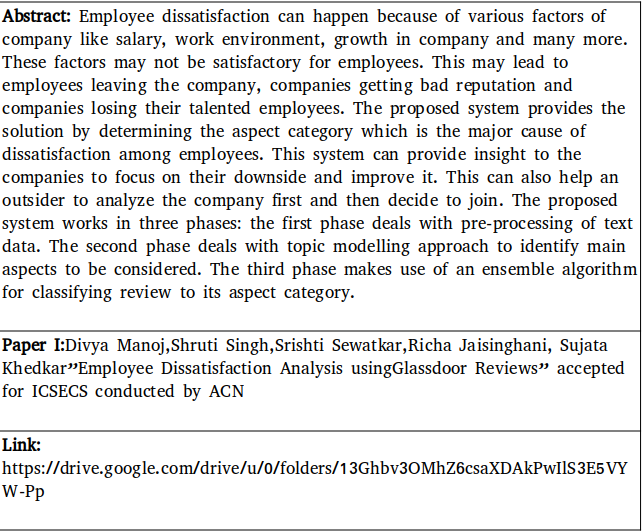 Abstract: Employee dissatisfaction can happen because of various factors of
company like salary, work environment, growth in company and many more.
These factors may not be satisfactory for employees. This may lead to
employees leaving the company, companies getting bad reputation and
companies losing their talented employees. The proposed system provides the
solution by determining the aspect category which is the major cause of
dissatisfaction among employees. This system can provide insight to the
companies to focus on their downside and improve it. This can also help an
outsider to analyze the company first and then decide to join. The proposed
system works in three phases: the first phase deals with pre-processing of text
data. The second phase deals with topic modelling approach to identify main
aspects to be considered. The third phase makes use of an ensemble algorithm
for classifying review to its aspect category.
Paper I:Divya Manoj,Shruti Singh,Srishti Sewatkar,Richa Jaisinghani, Sujata
Khedkar”Employee Dissatisfaction Analysis usingGlassdoor Reviews” accepted
for ICSECS conducted by ACN
Link:
https://drive.google.com/drive/u/0/folders/13Ghbv3OMhZ6csaXDAkPwIlS3E5VY
W-Pp